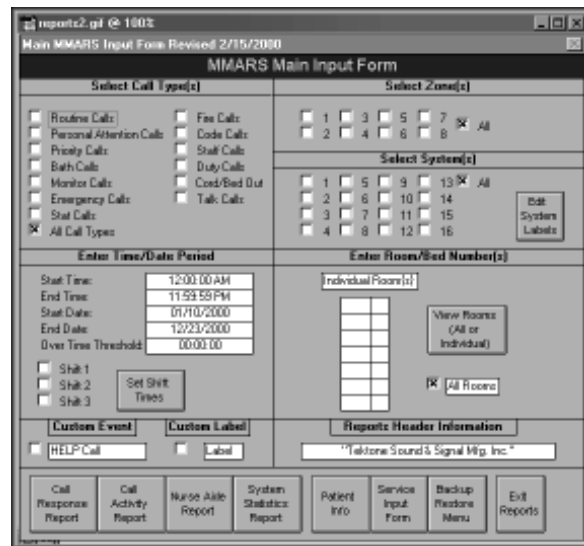 reports2.gif @ 100%
Main MMARS Input Form Revised 2/15/2000
MMARS Main Input Form
Select Call Type(s)
Routine Calls
Personal Attention Calls
Priority Calls
Bath Calls
Monitor Calls
Emergency Calls
Stat Calls
All Call Types
Fire Calls
Code Calls
Staff Calls
Duty Calls
Cord/Bed Out
Talk Calls
Select Zone(s)
1 3 5 7
2 4 6 8
All
Select System(s)
1 5 9 13 All
2 6 10 14
3 7 11 15
4 8 12 16
Edit
System
Labels
Enter Time/Date Period
Start Time: 12:00:00 AM
End Time: 11:59:59 PM
Start Date: 01/10/2000
End Date: 12/23/2000
Over Time Threshold: 00:00:00
Shift 1
Shift 2
Shift 3
Set Shift
Times
Enter Room/Bed Number(s)
Individual Room(s)
View Rooms
(All or
Individual)
All Rooms
Custom Event
HELP Call
Custom Label
Label
Reports Header Information
"Tektone Sound & Signal Mfg. Inc."
Call
Response
Report
Call
Activity
Report
Nurse Aide
Report
System
Statistics
Report
Patient
Info
Service
Input
Form
Backup
Restore
Menu
Exit
Reports